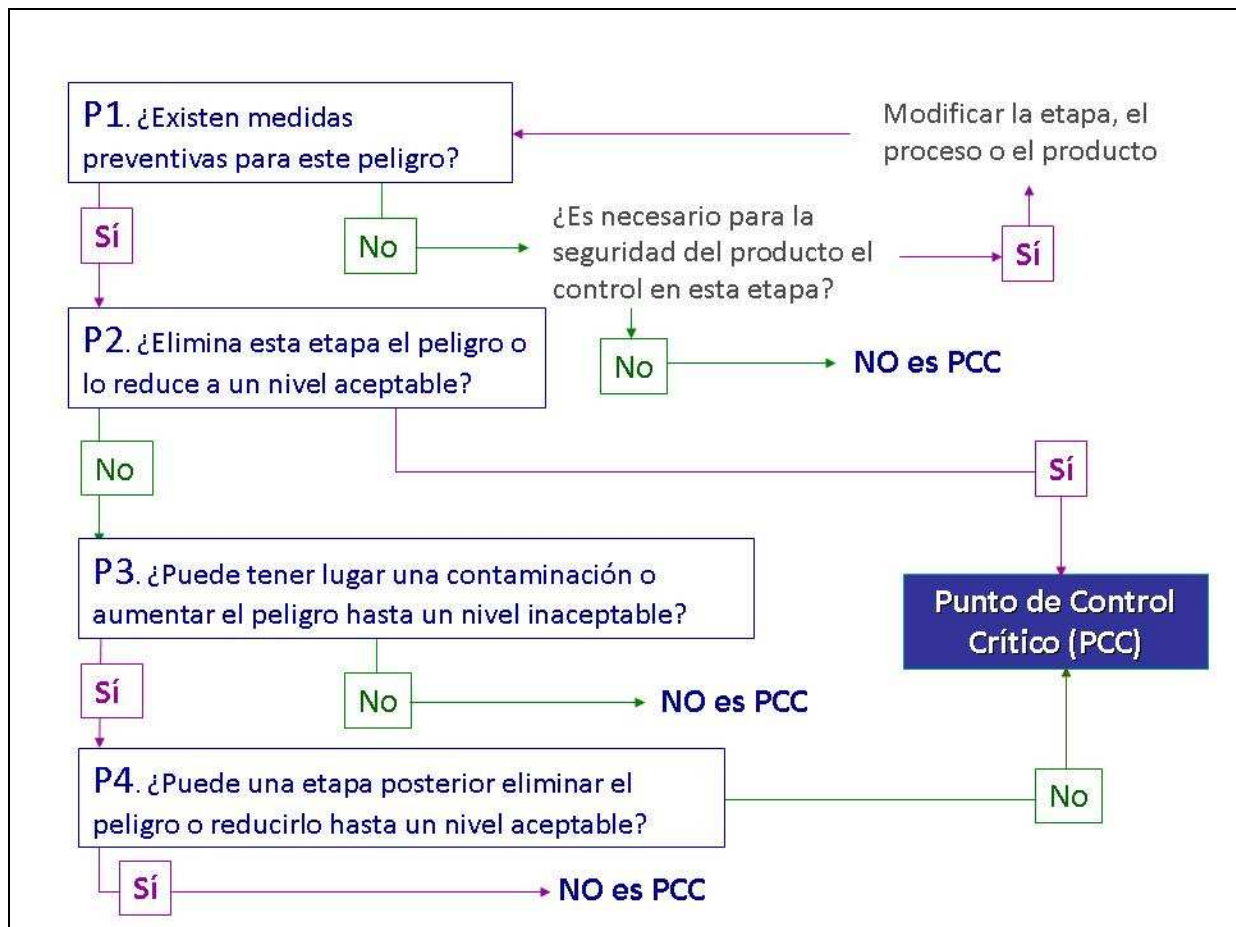 P1. ¿Existen medidas
preventivas para este peligro?
Modificar la etapa, el
proceso o el producto
Sí
No
¿Es necesario para la
seguridad del producto el
control en esta etapa?
Sí
P2. ¿Elimina esta etapa el peligro o
lo reduce a un nivel aceptable?
No
NO es PCC
No
Sí
P3. ¿Puede tener lugar una contaminación o
aumentar el peligro hasta un nivel inaceptable?
Punto de Control
Crítico (PCC)
Sí
No
NO es PCC
P4. ¿Puede una etapa posterior eliminar el
peligro o reducirlo hasta un nivel aceptable?
No
Sí
NO es PCC